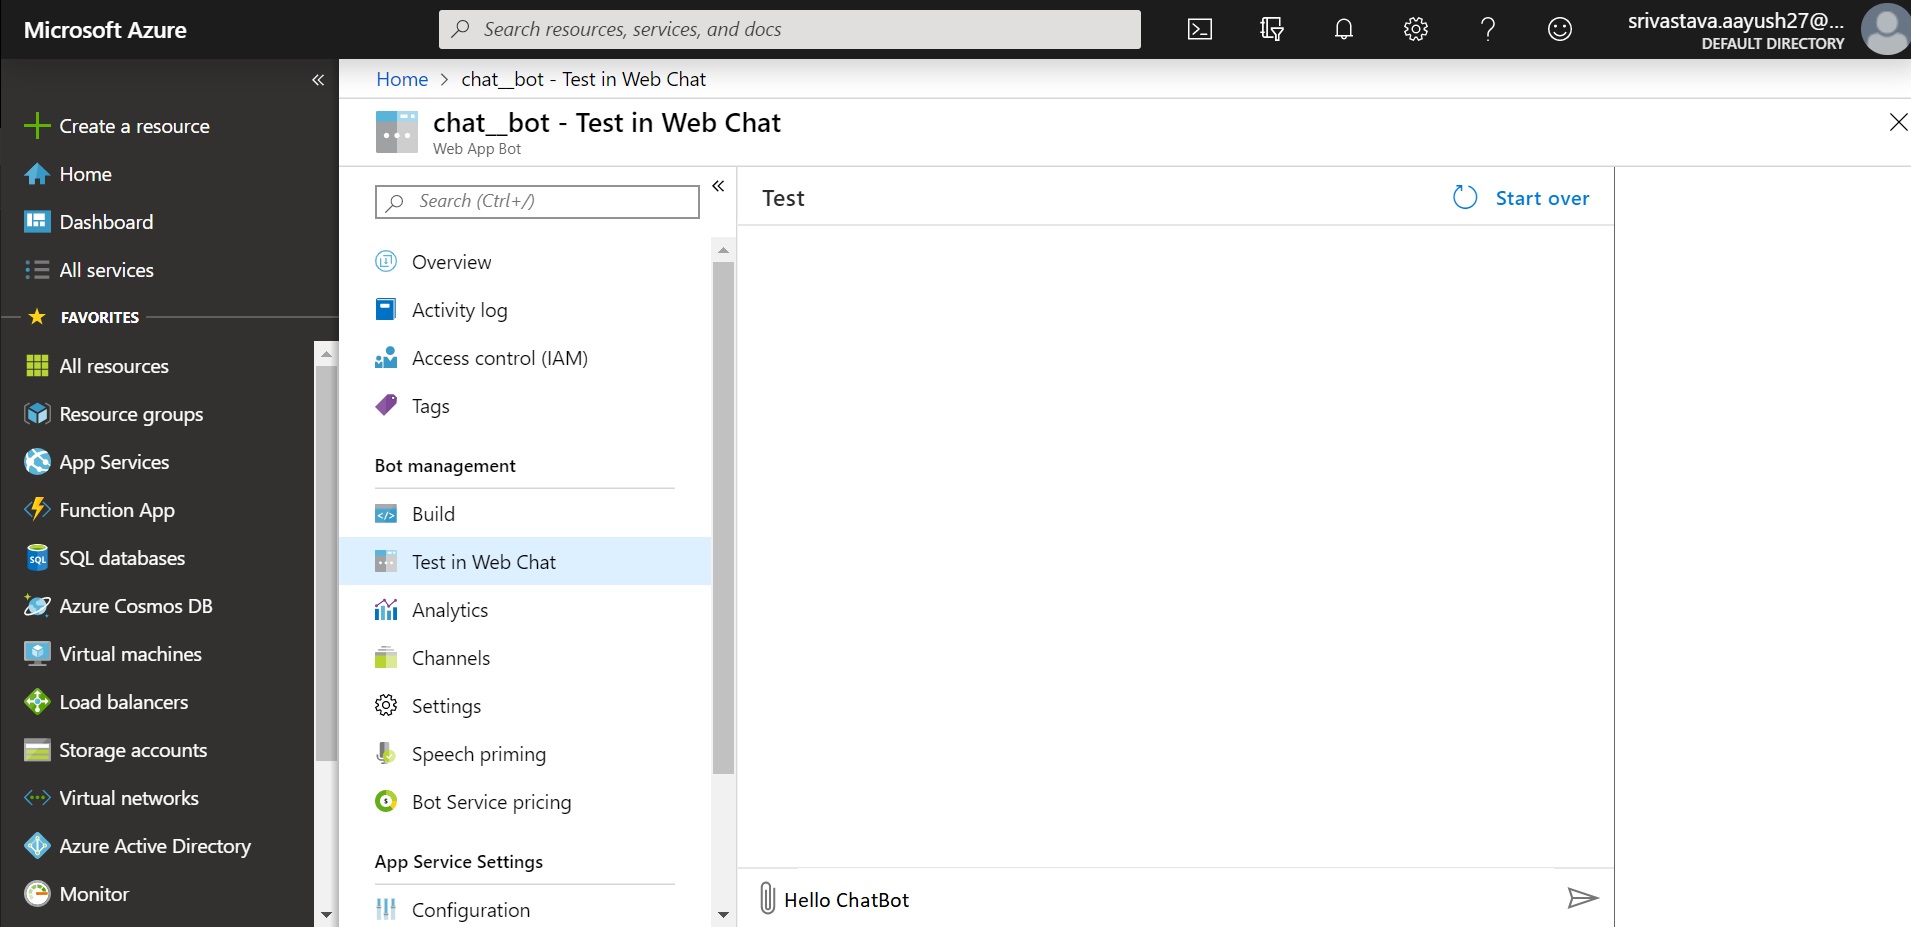 Microsoft Azure
Search resources, services, and docs
srivastava.aayush27@...
DEFAULT DIRECTORY
Create a resource
Home
Dashboard
All services
FAVORITES
All resources
Resource groups
App Services
Function App
SQL databases
Azure Cosmos DB
Virtual machines
Load balancers
Storage accounts
Virtual networks
Azure Active Directory
Monitor
Home > chat__bot - Test in Web Chat
chat__bot - Test in Web Chat
Web App Bot
Search (Ctrl+/)
Overview
Activity log
Access control (IAM)
Tags
Bot management
Build
Test in Web Chat
Analytics
Channels
Settings
Speech priming
Bot Service pricing
App Service Settings
Configuration
Test
Start over
Hello ChatBot